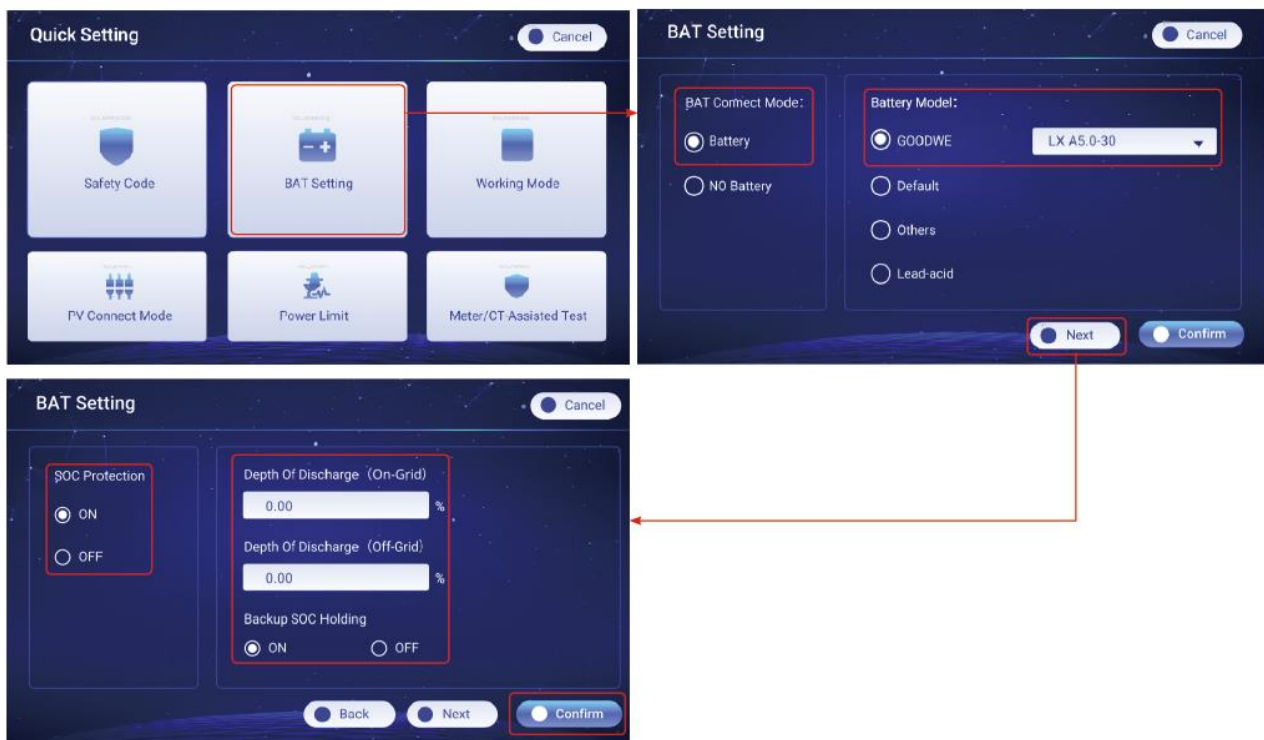 Quick Setting
Cancel
Safety Code
BAT Setting
Working Mode
PV Connect Mode
Power Limit
Meter/CT-Assisted Test
BAT Setting
Cancel
BAT Connect Mode:
Battery
NO Battery
Battery Model:
GOODWE
LX A5.0-30
Default
Others
Lead-acid
Next
Confirm
BAT Setting
Cancel
SOC Protection
ON
OFF
Depth Of Discharge (On-Grid)
0.00
%
Depth Of Discharge (Off-Grid)
0.00
%
Backup SOC Holding
ON
OFF
Back
Next
Confirm